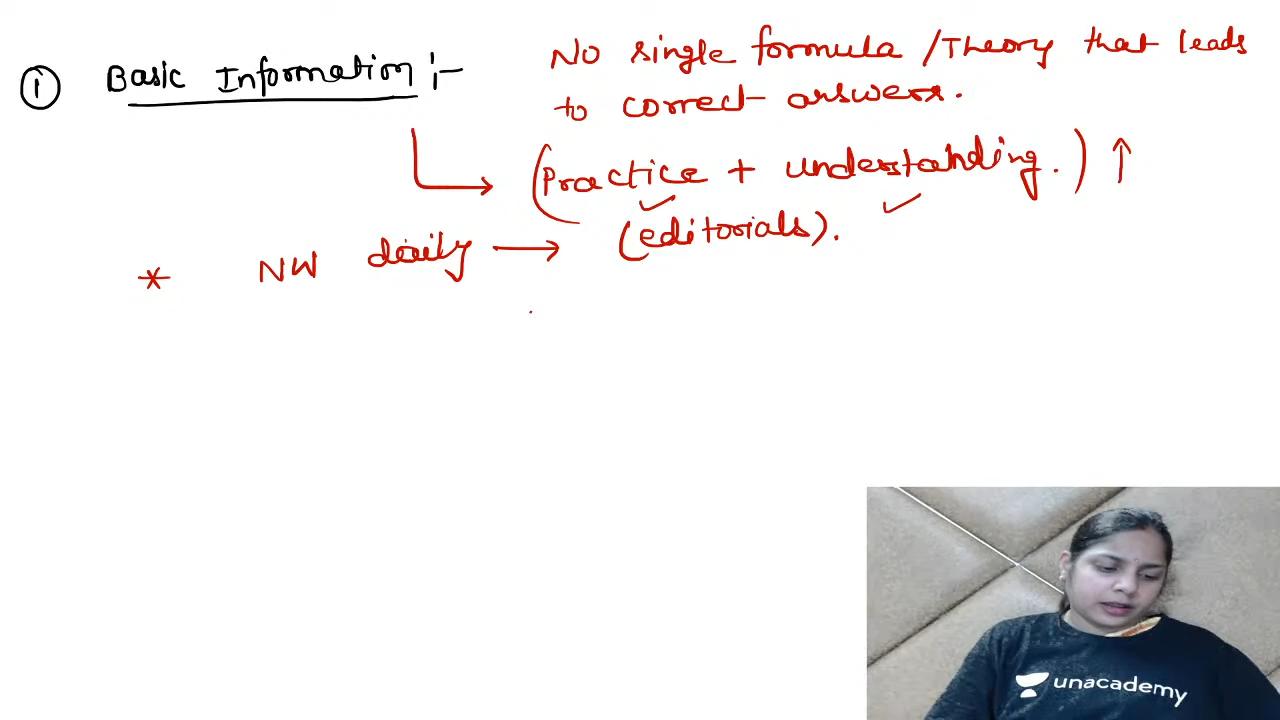 ① Basic Information :-
No single formula / Theory that leads
to correct answers.
(Practice + understanding.) ↑
(editorials).
* NW daily →
unacademy